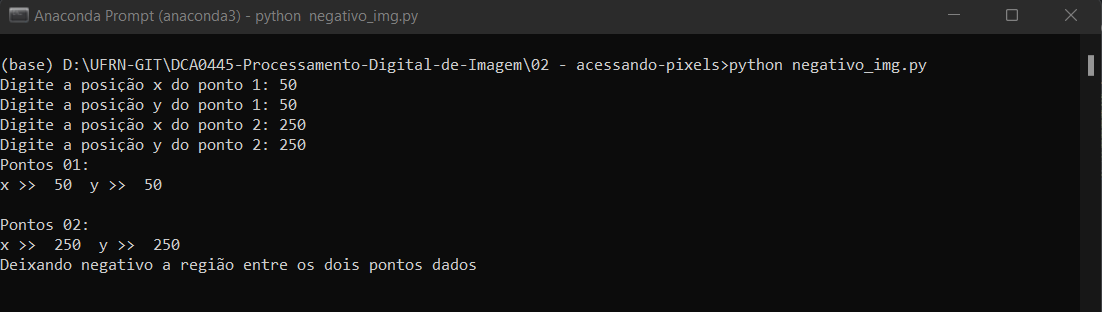 Anaconda Prompt (anaconda3) - python  negativo_img.py
(base) D:\UFRN-GIT\DCA0445-Processamento-Digital-de-Imagem\02 - acessando-pixels>python negativo_img.py
Digite a posição x do ponto 1: 50
Digite a posição y do ponto 1: 50
Digite a posição x do ponto 2: 250
Digite a posição y do ponto 2: 250
Pontos 01:
x >>  50  y >>  50
Pontos 02:
x >>  250  y >>  250
Deixando negativo a região entre os dois pontos dados